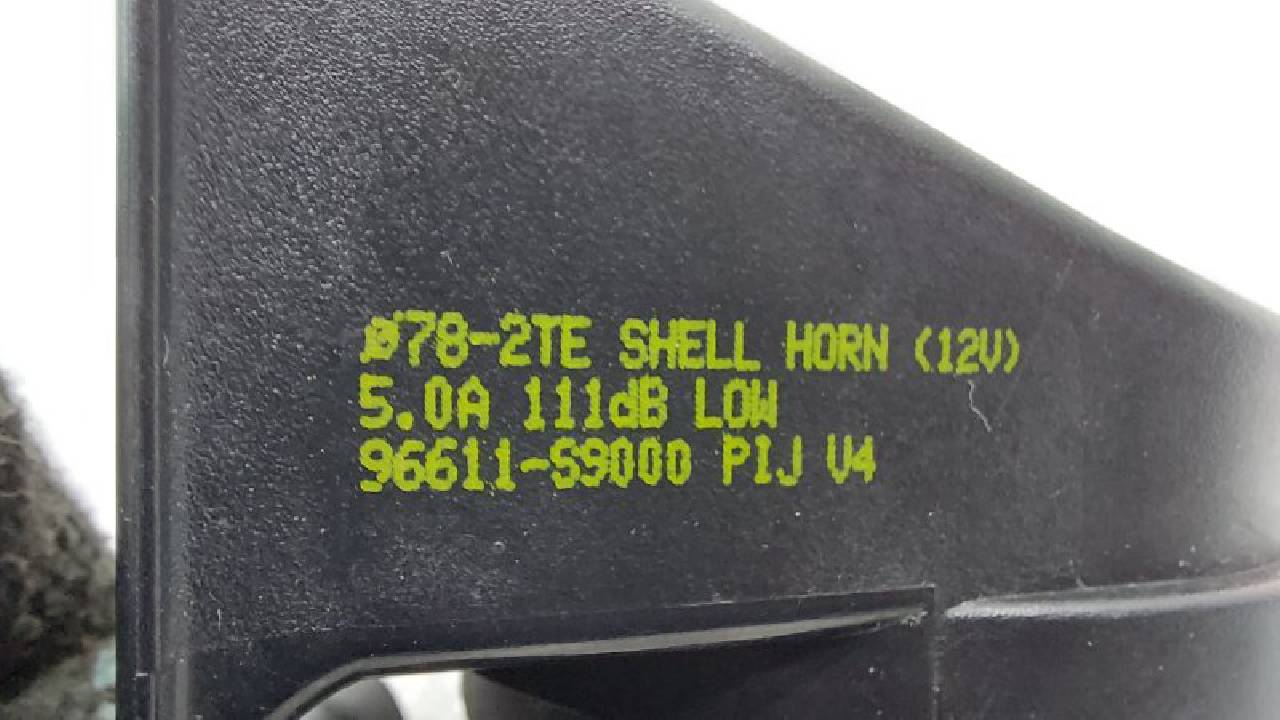 Ø78-2TE SHELL HORN (12V)
5.0A 111dB LOW
96611-S9000 PIJ V4